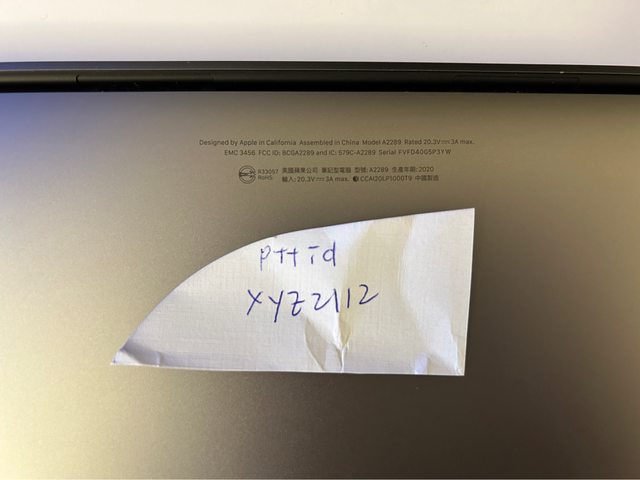 Designed by Apple in California Assembled in China Model A2289 Rated 20.3V⎓3A max.
EMC 3456 FCC ID: BCGA2289 and IC: 579C-A2289 Serial FVFD40G5P3YW
R33057 美國蘋果公司 筆記型電腦 型號: A2289 生產年期: 2020
RoHS 輸入: 20.3V⎓3A max. CCAI20LP5000T9 中國製造
ptt id
XYZ2112